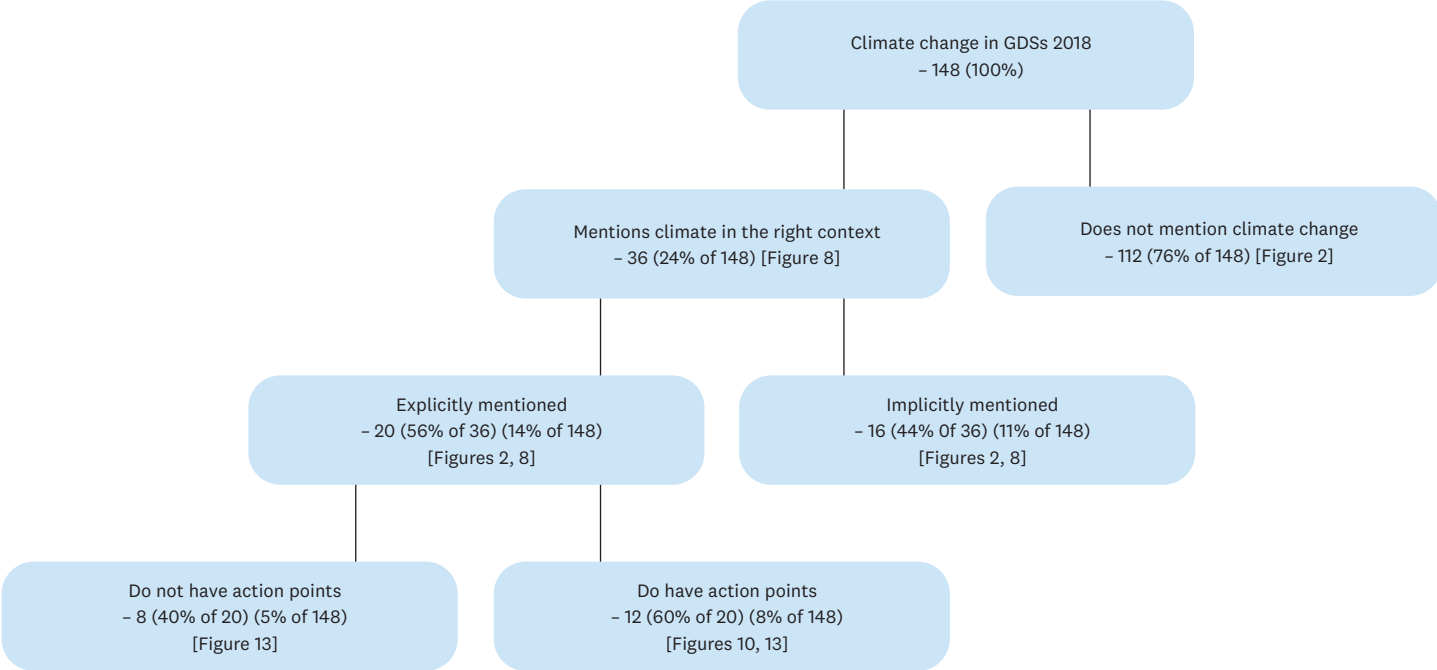 Climate change in GDSs 2018
– 148 (100%)
Mentions climate in the right context
– 36 (24% of 148) [Figure 8]
Does not mention climate change
– 112 (76% of 148) [Figure 2]
Explicitly mentioned
– 20 (56% of 36) (14% of 148)
[Figures 2, 8]
Implicitly mentioned
– 16 (44% 0f 36) (11% of 148)
[Figures 2, 8]
Do not have action points
– 8 (40% of 20) (5% of 148)
[Figure 13]
Do have action points
– 12 (60% of 20) (8% of 148)
[Figures 10, 13]